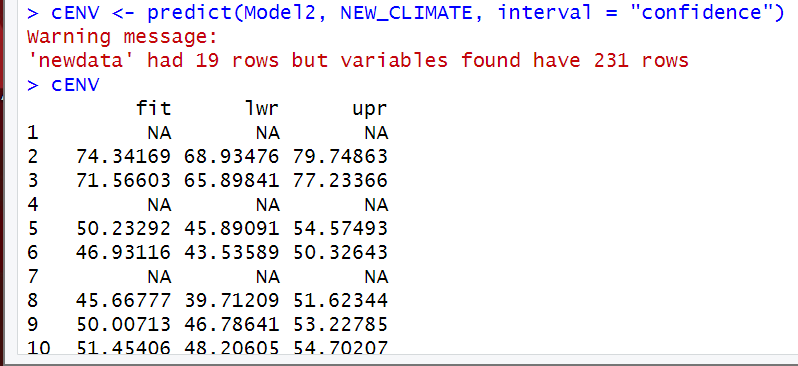 > cENV <- predict(Model2, NEW_CLIMATE, interval = "confidence")
Warning message:
'newdata' had 19 rows but variables found have 231 rows
> cENV
fit lwr upr
1 NA NA NA
2 74.34169 68.93476 79.74863
3 71.56603 65.89841 77.23366
4 NA NA NA
5 50.23292 45.89091 54.57493
6 46.93116 43.53589 50.32643
7 NA NA NA
8 45.66777 39.71209 51.62344
9 50.00713 46.78641 53.22785
10 51.45406 48.20605 54.70207